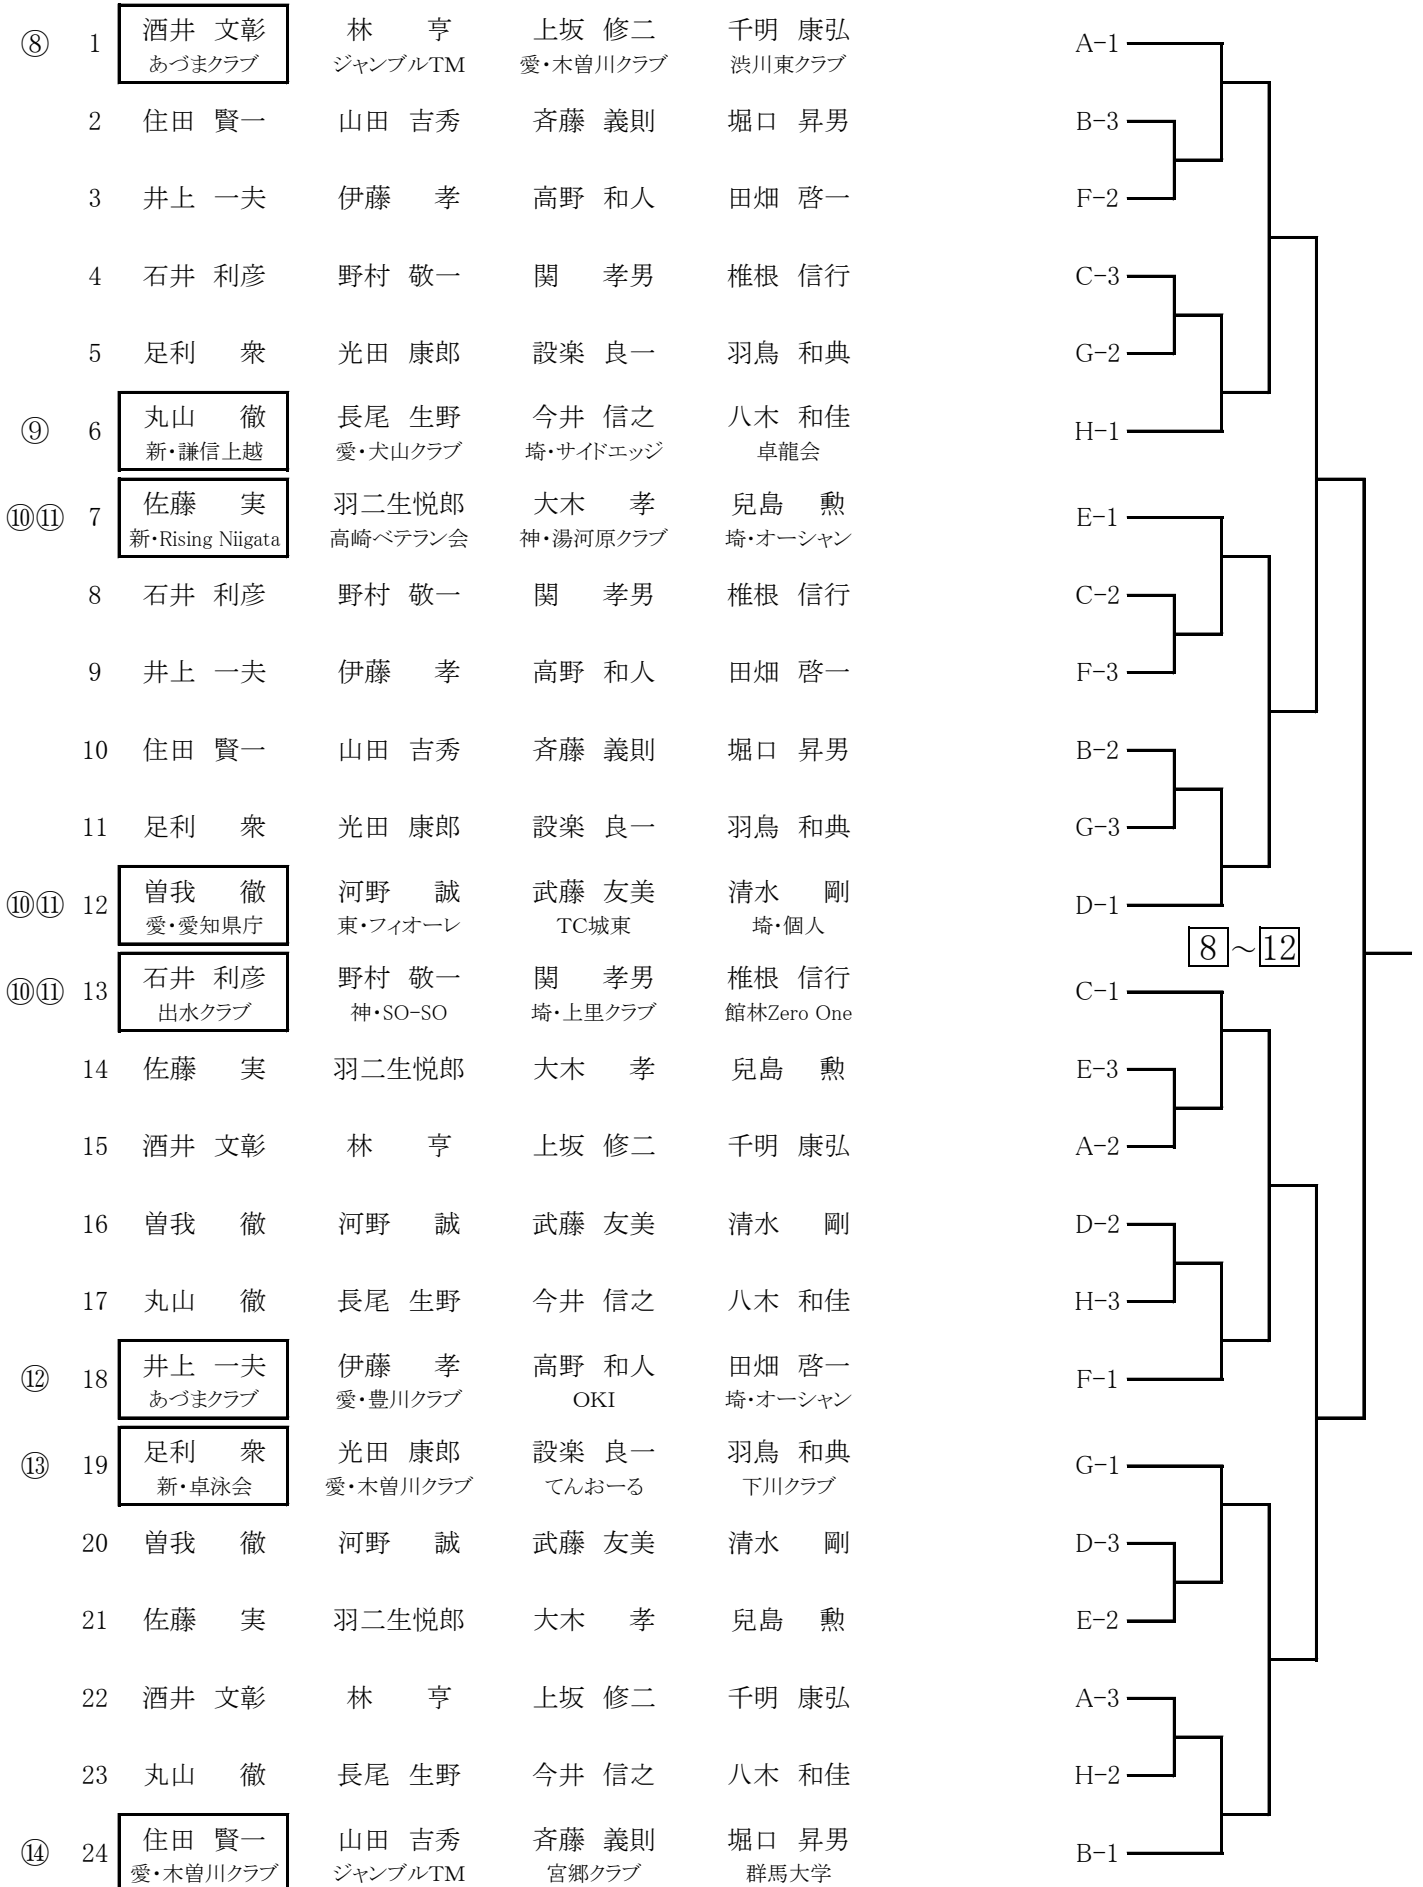 ⑧ 1 酒井 文彰 林 亨 上坂 修二 千明 康弘 A-1
あづまクラブ ジャンブルTM 愛・木曽川クラブ 渋川東クラブ
2 住田 賢一 山田 吉秀 斉藤 義則 堀口 昇男 B-3
3 井上 一夫 伊藤 孝 高野 和人 田畑 啓一 F-2
4 石井 利彦 野村 敬一 関 孝男 椎根 信行 C-3
5 足利 衆 光田 康郎 設楽 良一 羽鳥 和典 G-2
⑨ 6 丸山 徹 長尾 生野 今井 信之 八木 和佳 H-1
新・謙信上越 愛・犬山クラブ 埼・サイドエッジ 卓龍会
⑩⑪ 7 佐藤 実 羽二生悦郎 大木 孝 兒島 勲 E-1
新・Rising Niigata 高崎ベテラン会 神・湯河原クラブ 埼・オーシャン
8 石井 利彦 野村 敬一 関 孝男 椎根 信行 C-2
9 井上 一夫 伊藤 孝 高野 和人 田畑 啓一 F-3
10 住田 賢一 山田 吉秀 斉藤 義則 堀口 昇男 B-2
11 足利 衆 光田 康郎 設楽 良一 羽鳥 和典 G-3
⑩⑪ 12 曽我 徹 河野 誠 武藤 友美 清水 剛 D-1
愛・愛知県庁 東・フィオーレ TC城東 埼・個人
8～12
⑩⑪ 13 石井 利彦 野村 敬一 関 孝男 椎根 信行 C-1
出水クラブ 神・SO-SO 埼・上里クラブ 館林Zero One
14 佐藤 実 羽二生悦郎 大木 孝 兒島 勲 E-3
15 酒井 文彰 林 亨 上坂 修二 千明 康弘 A-2
16 曽我 徹 河野 誠 武藤 友美 清水 剛 D-2
17 丸山 徹 長尾 生野 今井 信之 八木 和佳 H-3
⑫ 18 井上 一夫 伊藤 孝 高野 和人 田畑 啓一 F-1
あづまクラブ 愛・豊川クラブ OKI 埼・オーシャン
⑬ 19 足利 衆 光田 康郎 設楽 良一 羽鳥 和典 G-1
新・卓泳会 愛・木曽川クラブ てんおーる 下川クラブ
20 曽我 徹 河野 誠 武藤 友美 清水 剛 D-3
21 佐藤 実 羽二生悦郎 大木 孝 兒島 勲 E-2
22 酒井 文彰 林 亨 上坂 修二 千明 康弘 A-3
23 丸山 徹 長尾 生野 今井 信之 八木 和佳 H-2
⑭ 24 住田 賢一 山田 吉秀 斉藤 義則 堀口 昇男 B-1
愛・木曽川クラブ ジャンブルTM 宮郷クラブ 群馬大学